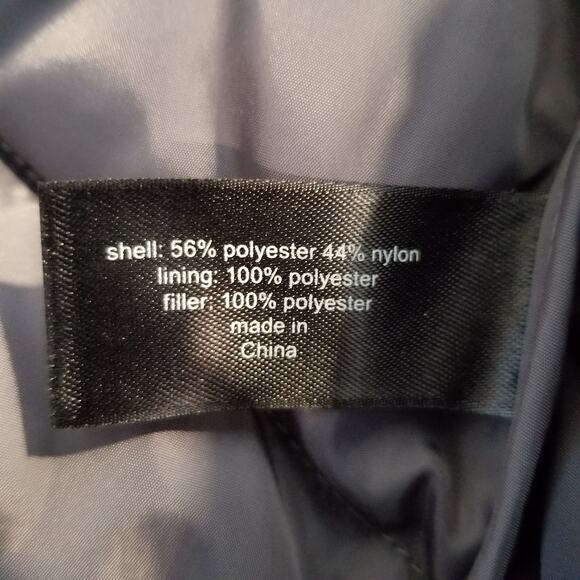 shell: 56% polyester 44% nylon
lining: 100% polyester
filler: 100% polyester
made in
China